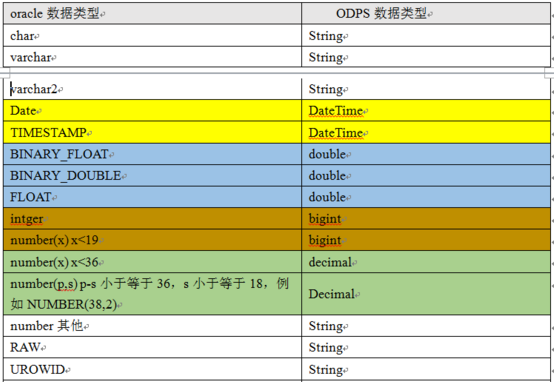 oracle 数据类型 ODPS 数据类型
char String
varchar String
varchar2 String
Date DateTime
TIMESTAMP DateTime
BINARY_FLOAT double
BINARY_DOUBLE double
FLOAT double
intger bigint
number(x) x<19 bigint
number(x) x<36 decimal
number(p,s) p-s 小于等于 36，s 小于等于 18，例
如 NUMBER(38,2) Decimal
number 其他 String
RAW String
UROWID String